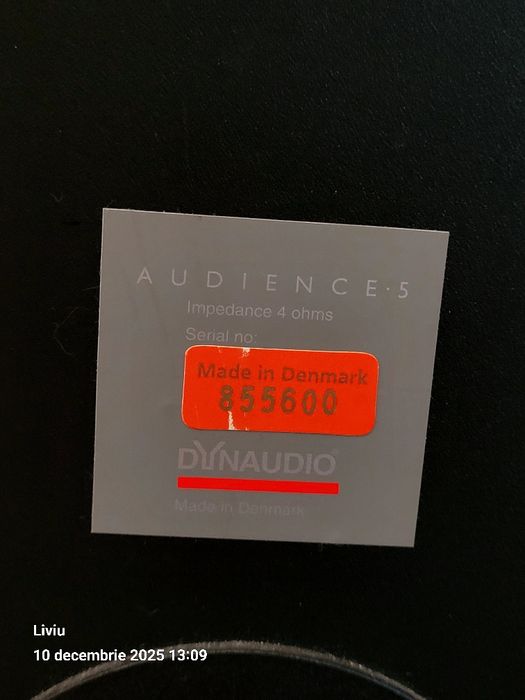 AUDIENCE·5
Impedance 4 ohms
Serial no:
Made in Denmark
855600
DYNAUDIO®
Made in Denmark
Liviu
10 decembrie 2025 13:09